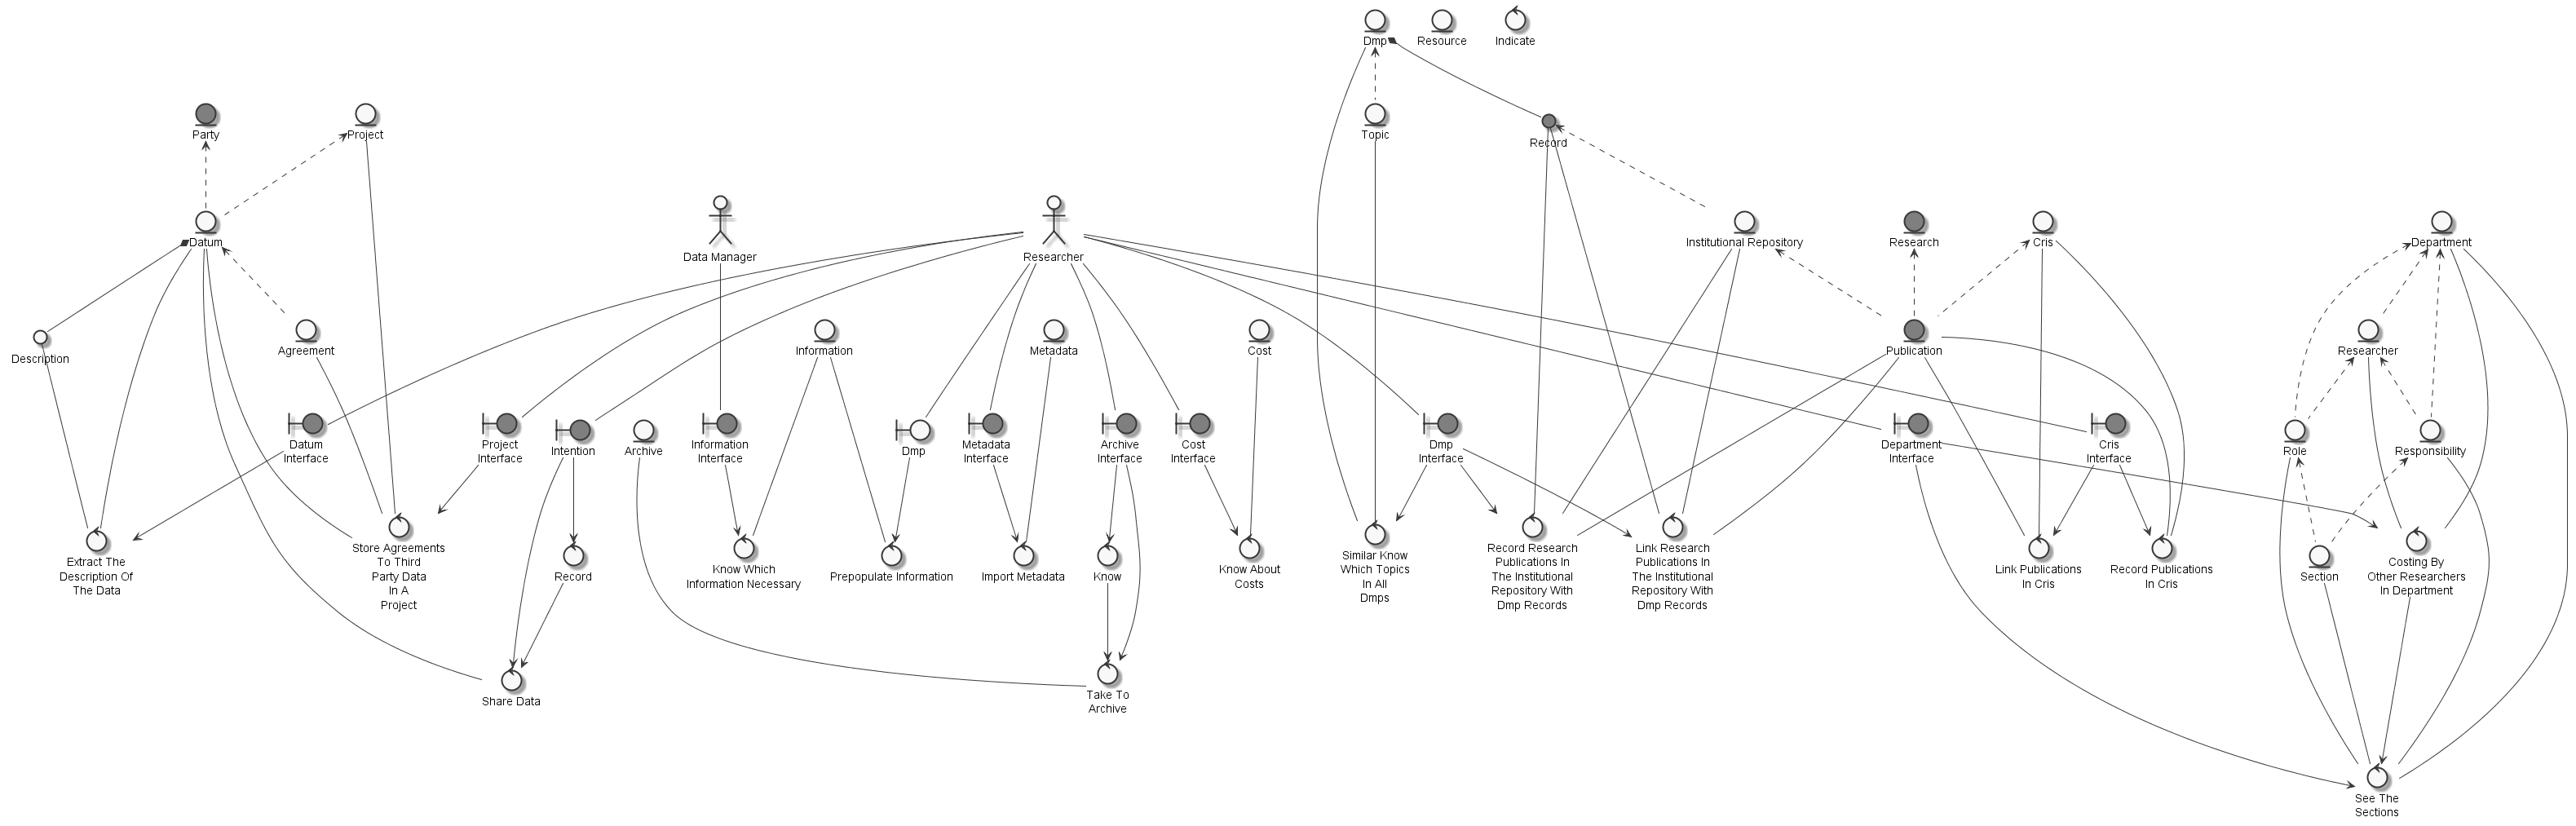 Dmp
Resource
Indicate
Party
Project
Topic
Record
Datum
Data Manager
Researcher
Institutional Repository
Research
Cris
Department
Description
Agreement
Information
Metadata
Cost
Publication
Researcher
Datum
Interface
Project
Interface
Intention
Archive
Information
Interface
Dmp
Metadata
Interface
Archive
Interface
Cost
Interface
Dmp
Interface
Department
Interface
Cris
Interface
Role
Responsibility
Extract The
Description Of
The Data
Store Agreements
To Third
Party Data
In A
Project
Record
Know Which
Information Necessary
Prepopulate Information
Import Metadata
Know
Know About
Costs
Similar Know
Which Topics
In All
Dmps
Record Research
Publications In
The Institutional
Repository With
Dmp Records
Link Research
Publications In
The Institutional
Repository With
Dmp Records
Link Publications
In Cris
Record Publications
In Cris
Section
Costing By
Other Researchers
In Department
Share Data
Take To
Archive
See The
Sections